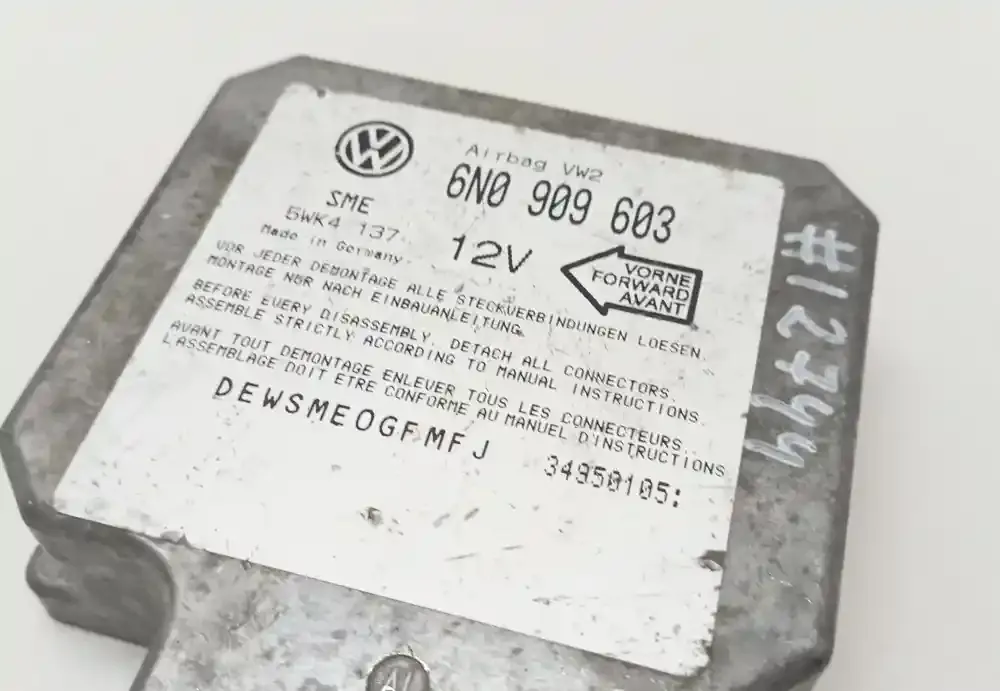 Airbag VW2
6N0 909 603
SME
5WK4 137
Made in Germany
12V
VORNE
FORWARD
AVANT
VOR JEDER DEMONTAGE ALLE STECKVERBINDUNGEN LOESEN.
MONTAGE NUR NACH EINBAUANLEITUNG
BEFORE EVERY DISASSEMBLY, DETACH ALL CONNECTORS.
ASSEMBLE STRICTLY ACCORDING TO MANUAL INSTRUCTIONS.
AVANT TOUT DEMONTAGE ENLEVER TOUS LES CONNECTEURS.
L'ASSEMBLAGE DOIT ETRE CONFORME AU MANUEL D'INSTRUCTIONS
DEWSMEOGFMFJ
34950105:
#12744